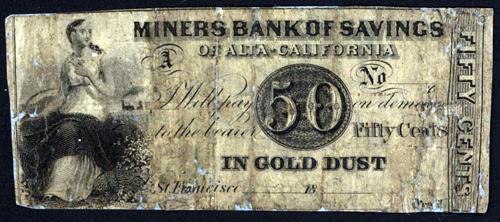 MINERS BANK OF SAVINGS
OF ALTA-CALIFORNIA
A
No
I Will pay 50 on demand
to the bearer Fifty Cents
IN GOLD DUST
St. Francisco 18
FIFTY CENTS